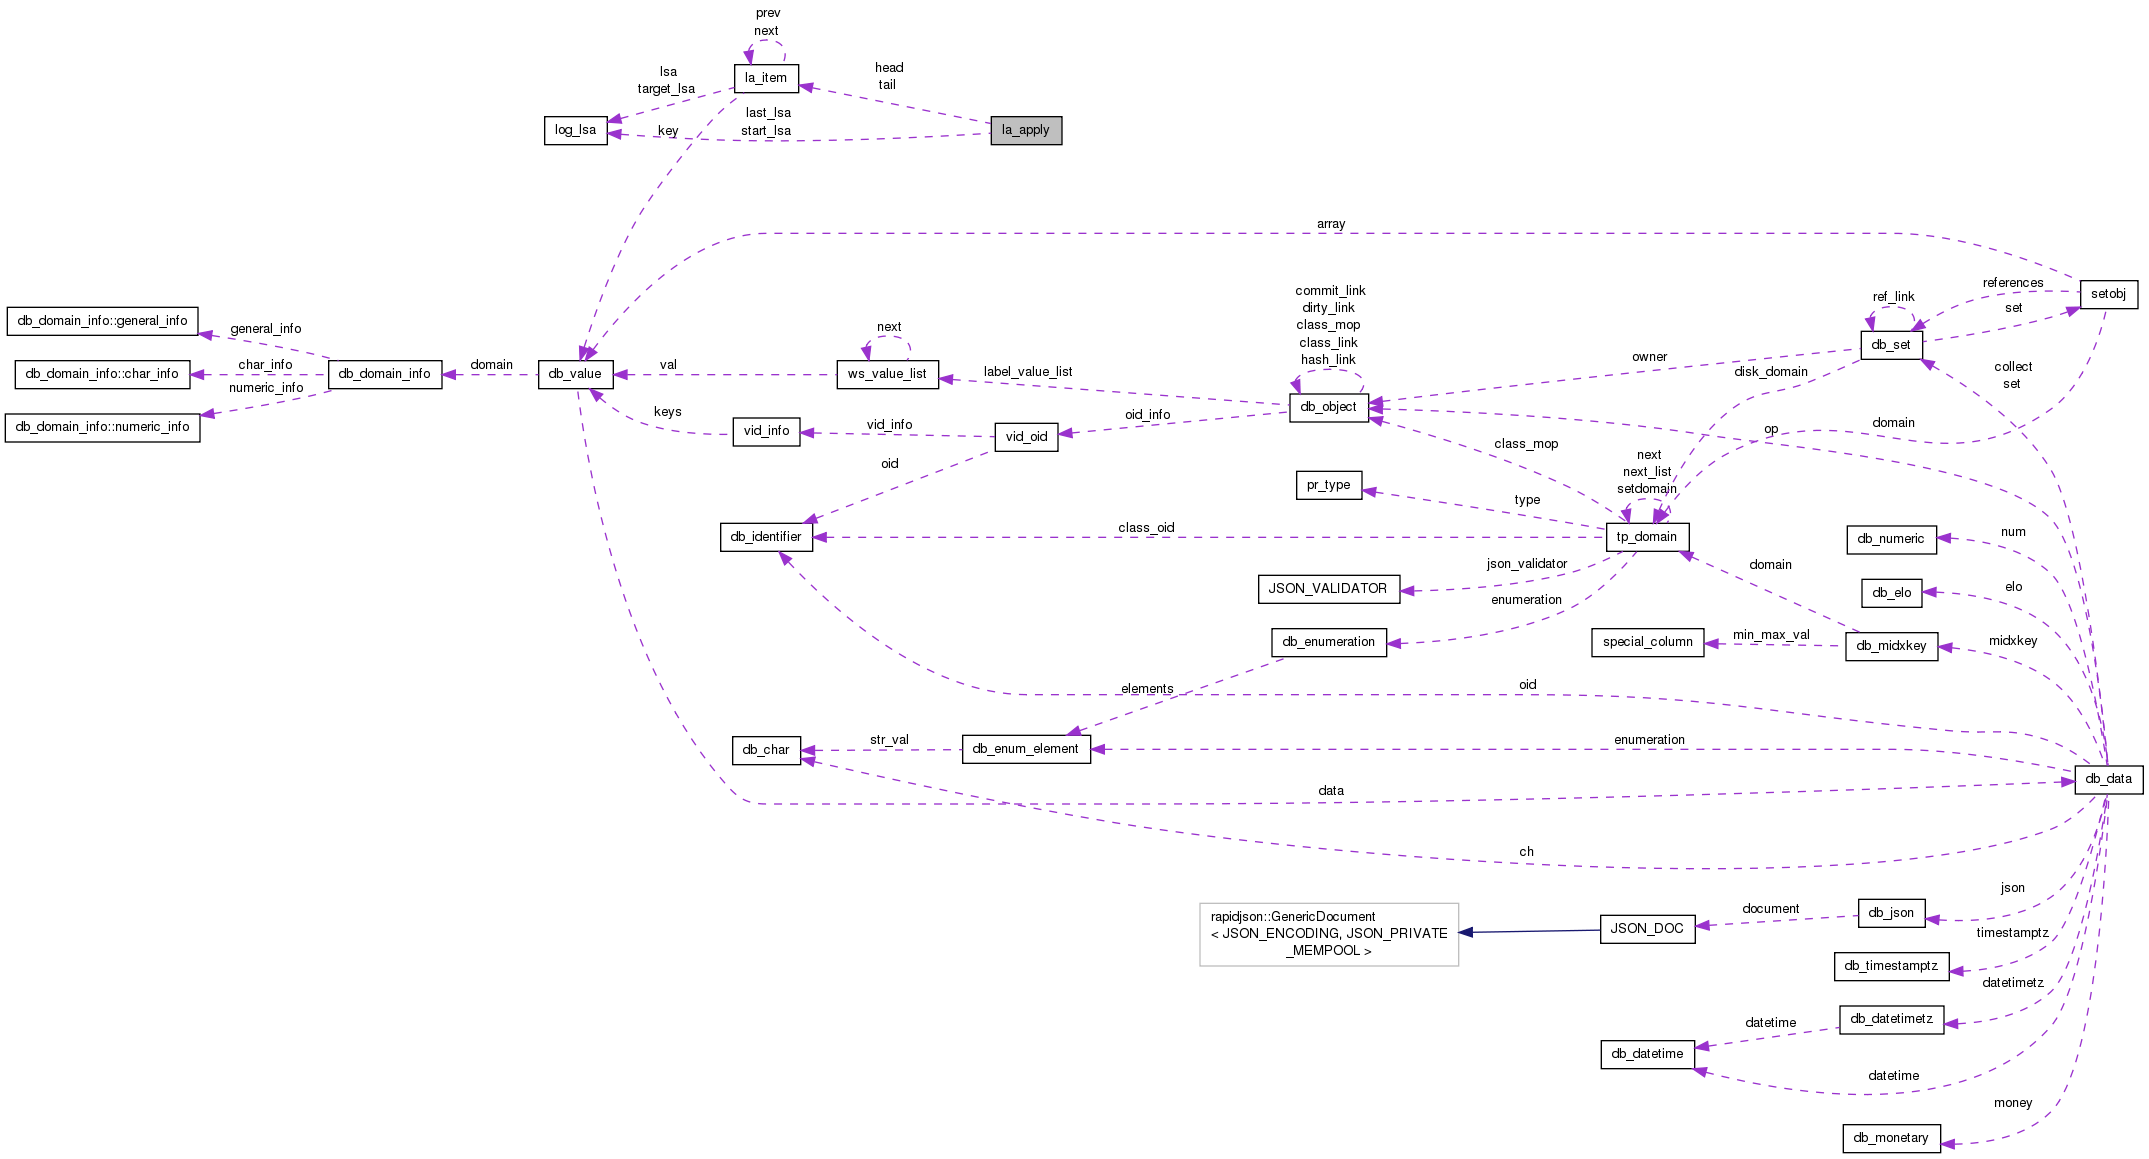 prev
next
la_item
head
tail
lsa
target_lsa
last_lsa
start_lsa
log_lsa
key
la_apply
array
setobj
references
set
ref_link
db_set
commit_link
dirty_link
class_mop
class_link
hash_link
db_domain_info::general_info
general_info
next
owner
disk_domain
collect
set
db_domain_info::char_info
char_info
numeric_info
db_domain_info
domain
db_value
val
ws_value_list
label_value_list
db_object
db_domain_info::numeric_info
keys
vid_info
vid_info
vid_oid
oid_info
op
domain
class_mop
oid
next
next_list
setdomain
pr_type
type
db_identifier
class_oid
tp_domain
db_numeric
num
json_validator
domain
JSON_VALIDATOR
db_elo
elo
enumeration
db_enumeration
special_column
min_max_val
db_midxkey
midxkey
elements
oid
db_char
str_val
db_enum_element
enumeration
db_data
data
ch
json
rapidjson::GenericDocument
< JSON_ENCODING, JSON_PRIVATE
_MEMPOOL >
JSON_DOC
document
db_json
timestamptz
db_timestamptz
datetimetz
db_datetimetz
datetime
db_datetime
datetime
money
db_monetary